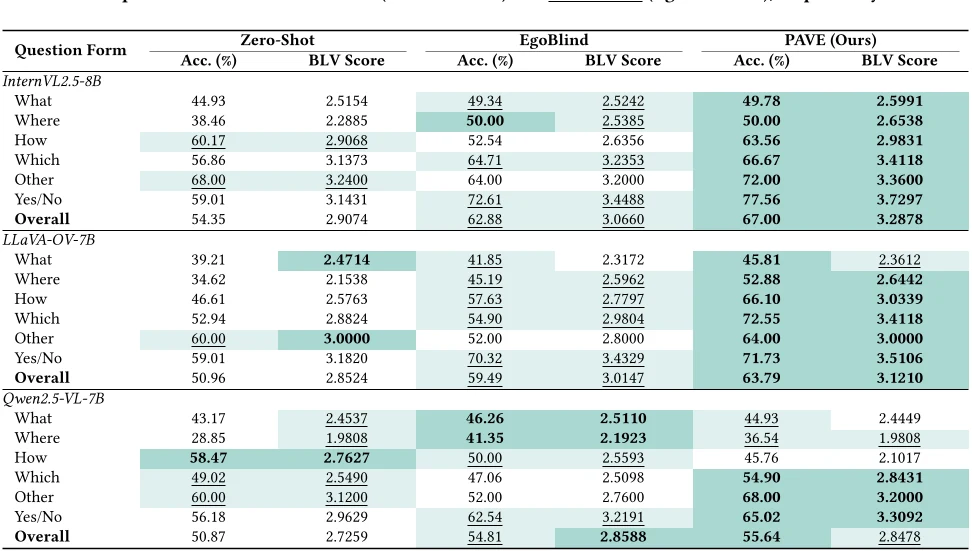 Question Form Zero-Shot EgoBlind PAVE (Ours)
Acc. (%) BLV Score Acc. (%) BLV Score Acc. (%) BLV Score
InternVL2.5-8B
What 44.93 2.5154 49.34 2.5242 49.78 2.5991
Where 38.46 2.2885 50.00 2.5385 50.00 2.6538
How 60.17 2.9068 52.54 2.6356 63.56 2.9831
Which 56.86 3.1373 64.71 3.2353 66.67 3.4118
Other 68.00 3.2400 64.00 3.2000 72.00 3.3600
Yes/No 59.01 3.1431 72.61 3.4488 77.56 3.7297
Overall 54.35 2.9074 62.88 3.0660 67.00 3.2878
LLaVA-OV-7B
What 39.21 2.4714 41.85 2.3172 45.81 2.3612
Where 34.62 2.1538 45.19 2.5962 52.88 2.6442
How 46.61 2.5763 57.63 2.7797 66.10 3.0339
Which 52.94 2.8824 54.90 2.9804 72.55 3.4118
Other 60.00 3.0000 52.00 2.8000 64.00 3.0000
Yes/No 59.01 3.1820 70.32 3.4329 71.73 3.5106
Overall 50.96 2.8524 59.49 3.0147 63.79 3.1210
Qwen2.5-VL-7B
What 43.17 2.4537 46.26 2.5110 44.93 2.4449
Where 28.85 1.9808 41.35 2.1923 36.54 1.9808
How 58.47 2.7627 50.00 2.5593 45.76 2.1017
Which 49.02 2.5490 47.06 2.5098 54.90 2.8431
Other 60.00 3.1200 52.00 2.7600 68.00 3.2000
Yes/No 56.18 2.9629 62.54 3.2191 65.02 3.3092
Overall 50.87 2.7259 54.81 2.8588 55.64 2.8478